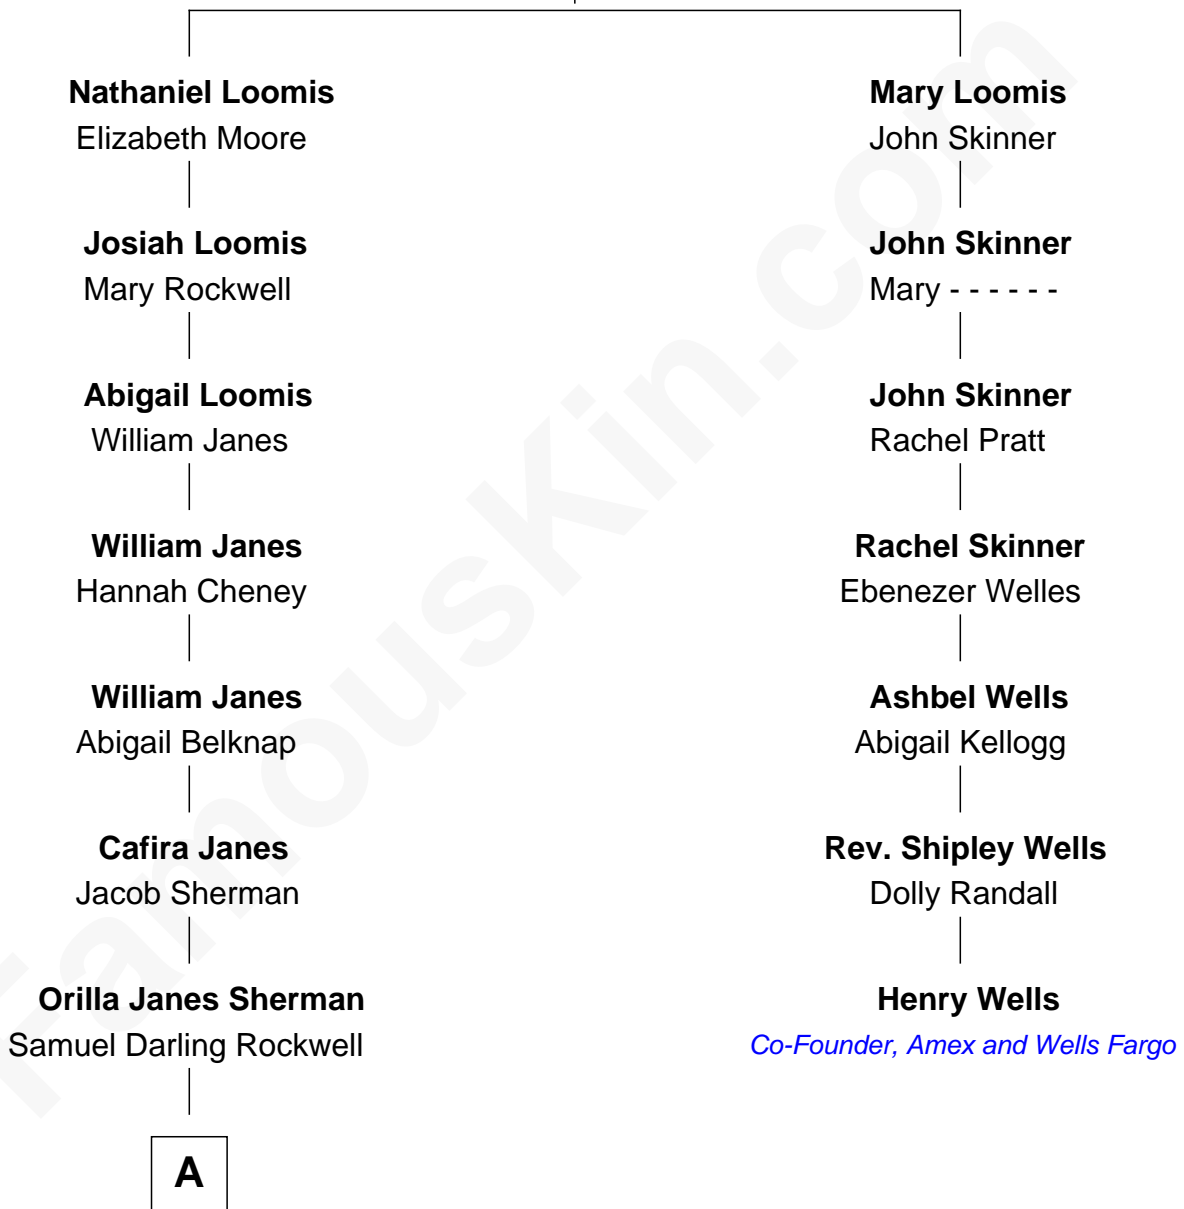 Nathaniel Loomis
Elizabeth Moore
Josiah Loomis
Mary Rockwell
Abigail Loomis
William Janes
William Janes
Hannah Cheney
William Janes
Abigail Belknap
Cafira Janes
Jacob Sherman
Orilla Janes Sherman
Samuel Darling Rockwell
A
Mary Loomis
John Skinner
John Skinner
Mary - - - - - -
John Skinner
Rachel Pratt
Rachel Skinner
Ebenezer Welles
Ashbel Wells
Abigail Kellogg
Rev. Shipley Wells
Dolly Randall
Henry Wells
Co-Founder, Amex and Wells Fargo
FamousKin.com